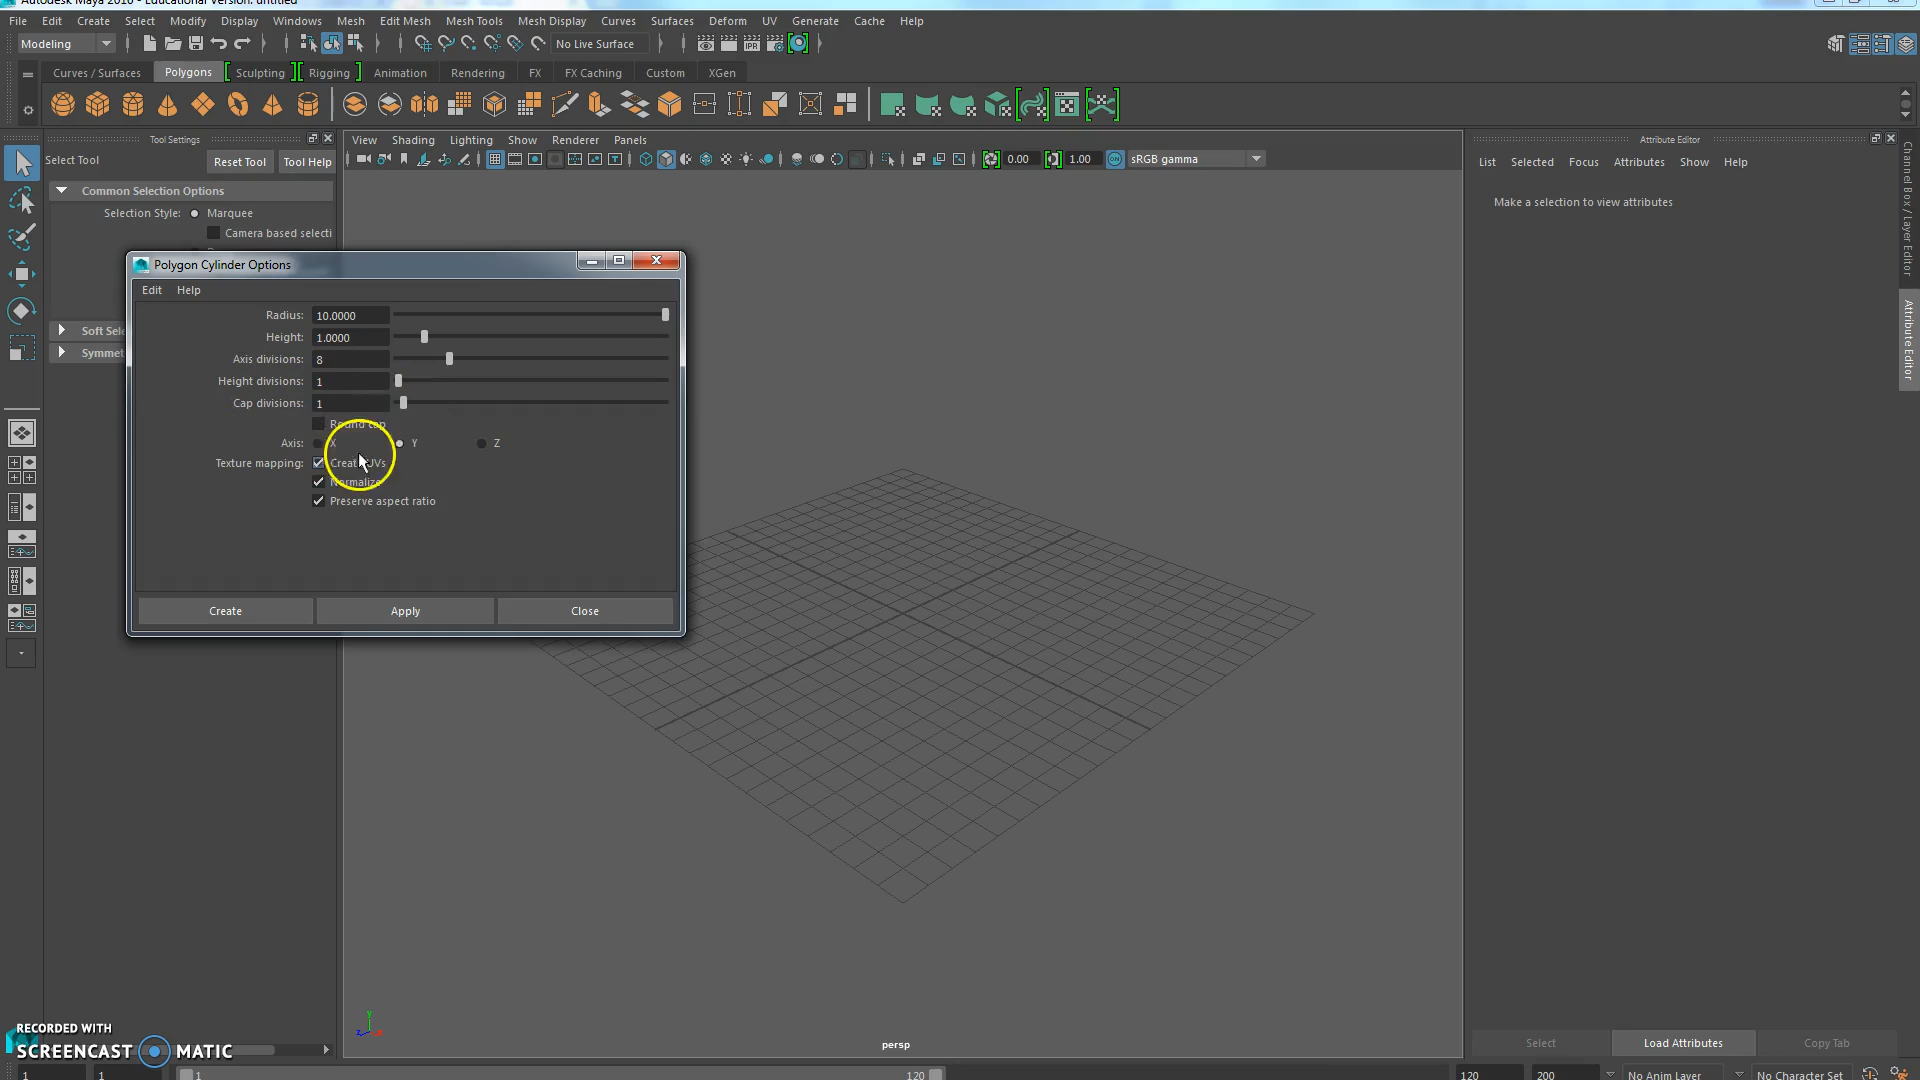 Autodesk Maya 2016 - Educational Version: untitled
File Edit Create Select Modify Display Windows Mesh Edit Mesh Mesh Tools Mesh Display Curves Surfaces Deform UV Generate Cache Help
Modeling No Live Surface
Curves / Surfaces Polygons Sculpting Rigging Animation Rendering FX FX Caching Custom XGen
IPR
Tool Settings
Select Tool Reset Tool Tool Help
Common Selection Options
Selection Style: Marquee
Camera based selecti
Soft Sele
Symmet
View Shading Lighting Show Renderer Panels
0.00 1.00 ON sRGB gamma
Attribute Editor
List Selected Focus Attributes Show Help
Make a selection to view attributes
Channel Box / Layer Editor
Attribute Editor
Polygon Cylinder Options
Edit Help
Radius: 10.0000
Height: 1.0000
Axis divisions: 8
Height divisions: 1
Cap divisions: 1
Round cap
Axis: X Y Z
Texture mapping: Create UVs
Normalize
Preserve aspect ratio
Create Apply Close
Y
Z X
persp
Select Load Attributes Copy Tab
RECORDED WITH
SCREENCAST MATIC
1 1 1 120 120 200 No Anim Layer No Character Set